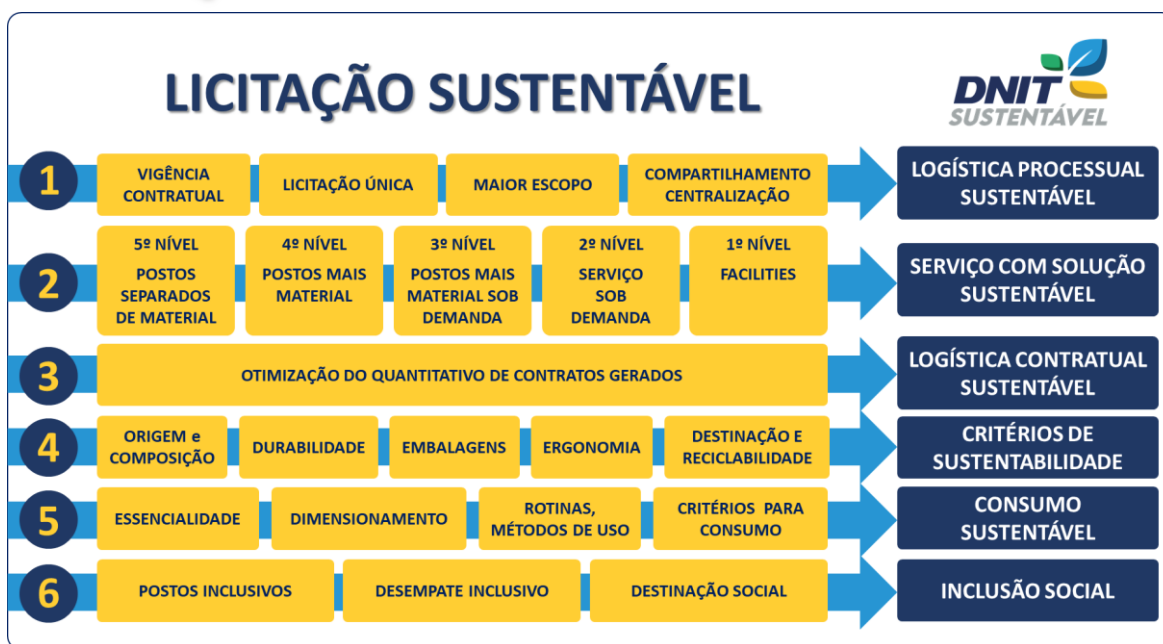 LICITAÇÃO SUSTENTÁVEL
DNIT
SUSTENTÁVEL
1
VIGÊNCIA
CONTRATUAL
LICITAÇÃO ÚNICA
MAIOR ESCOPO
COMPARTILHAMENTO
CENTRALIZAÇÃO
LOGÍSTICA PROCESSUAL
SUSTENTÁVEL
2
5º NÍVEL
POSTOS
SEPARADOS
DE MATERIAL
4º NÍVEL
POSTOS MAIS
MATERIAL
3º NÍVEL
POSTOS MAIS
MATERIAL SOB
DEMANDA
2º NÍVEL
SERVIÇO
SOB
DEMANDA
1º NÍVEL
FACILITIES
SERVIÇO COM SOLUÇÃO
SUSTENTÁVEL
3
OTIMIZAÇÃO DO QUANTITATIVO DE CONTRATOS GERADOS
LOGÍSTICA CONTRATUAL
SUSTENTÁVEL
4
ORIGEM e
COMPOSIÇÃO
DURABILIDADE
EMBALAGENS
ERGONOMIA
DESTINAÇÃO E
RECICLABILIDADE
CRITÉRIOS DE
SUSTENTABILIDADE
5
ESSENCIALIDADE
DIMENSIONAMENTO
ROTINAS,
MÉTODOS DE USO
CRITÉRIOS PARA
CONSUMO
CONSUMO
SUSTENTÁVEL
6
POSTOS INCLUSIVOS
DESEMPATE INCLUSIVO
DESTINAÇÃO SOCIAL
INCLUSÃO SOCIAL